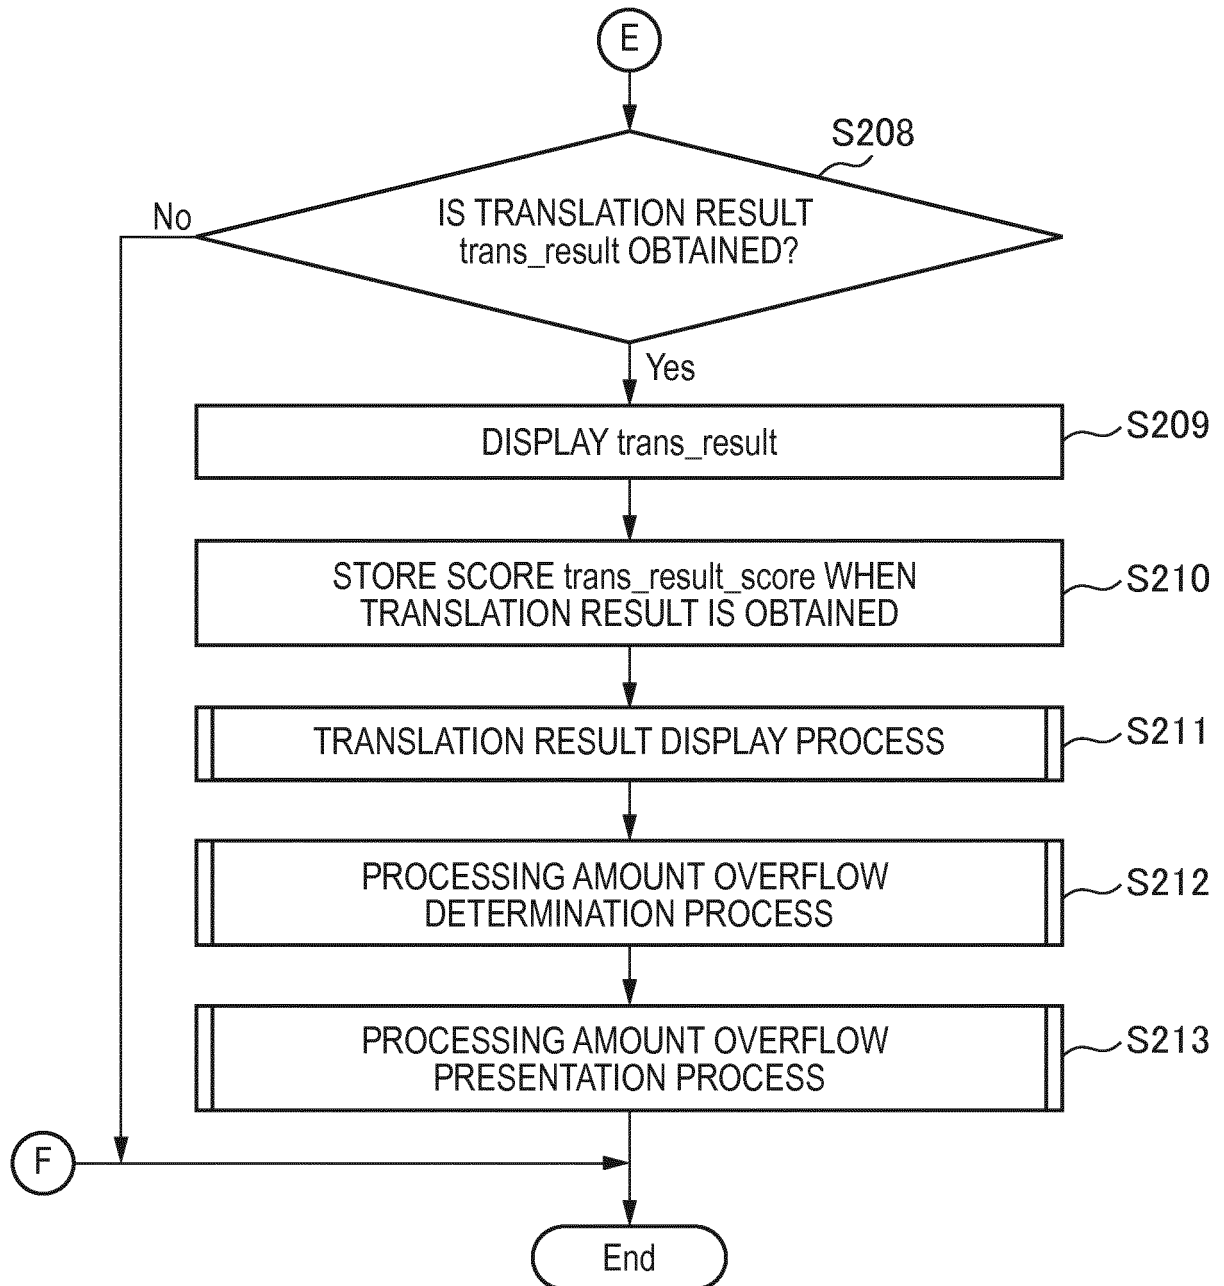 E
S208
IS TRANSLATION RESULT
trans_result OBTAINED?
No
Yes
DISPLAY trans_result
S209
STORE SCORE trans_result_score WHEN
TRANSLATION RESULT IS OBTAINED
S210
TRANSLATION RESULT DISPLAY PROCESS
S211
PROCESSING AMOUNT OVERFLOW
DETERMINATION PROCESS
S212
PROCESSING AMOUNT OVERFLOW
PRESENTATION PROCESS
S213
F
End